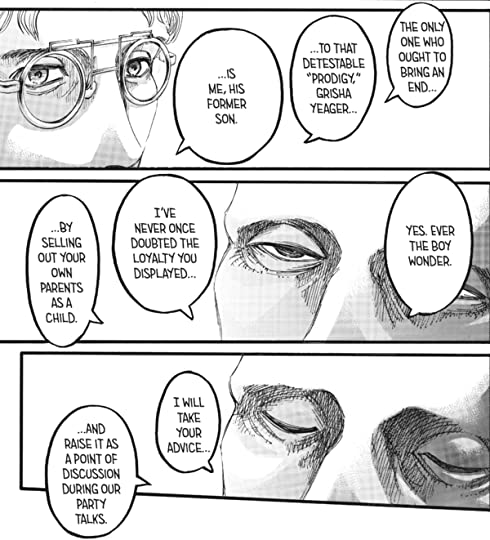 THE ONLY
ONE WHO
OUGHT TO
BRING AN
END...
...TO THAT
DETESTABLE
"PRODIGY,"
GRISHA
YEAGER...
...IS
ME, HIS
FORMER
SON.
YES. EVER
THE BOY
WONDER.
I'VE
NEVER ONCE
DOUBTED THE
LOYALTY YOU
DISPLAYED...
...BY
SELLING
OUT YOUR
OWN
PARENTS
AS A
CHILD.
I WILL
TAKE
YOUR
ADVICE...
...AND
RAISE IT AS
A POINT OF
DISCUSSION
DURING OUR
PARTY
TALKS.